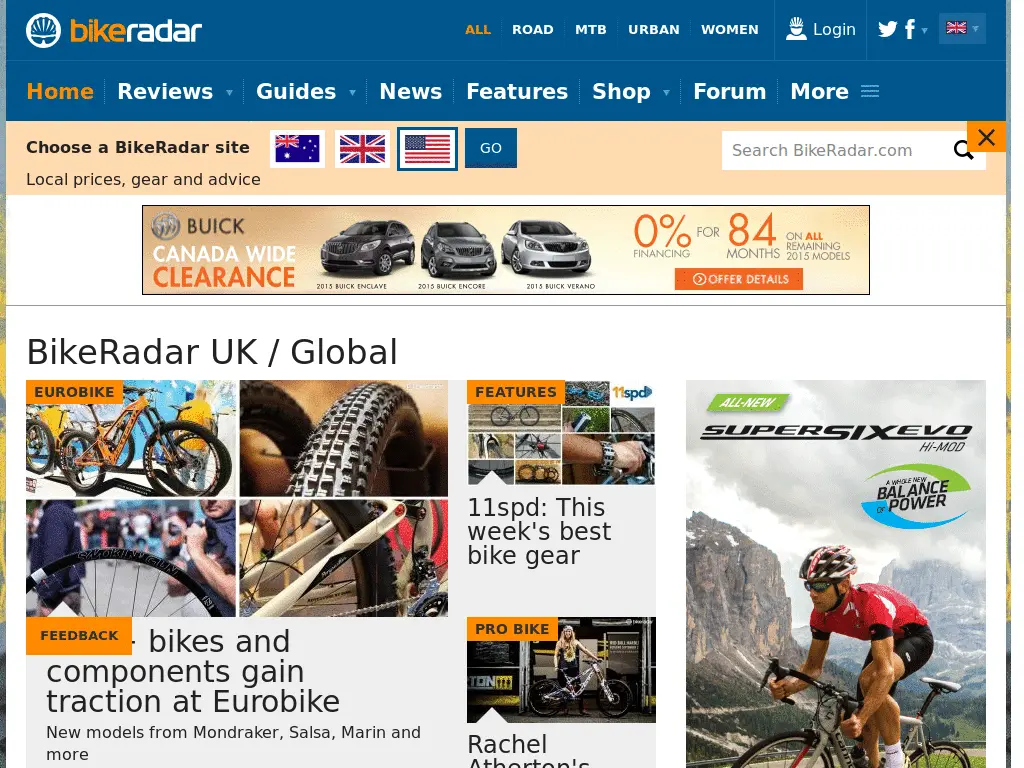 bikeradar
ALL ROAD MTB URBAN WOMEN Login
Home Reviews Guides News Features Shop Forum More
Choose a BikeRadar site GO
Local prices, gear and advice
Search BikeRadar.com
BUICK
CANADA WIDE
CLEARANCE
2015 BUICK ENCLAVE
2015 BUICK ENCORE
2015 BUICK VERANO
0% FOR 84
FINANCING MONTHS
ON ALL
REMAINING
2015 MODELS
OFFER DETAILS
BikeRadar UK / Global
EUROBIKE
FEEDBACK
bikes and
components gain
traction at Eurobike
New models from Mondraker, Salsa, Marin and
more
FEATURES
11spd
11spd: This
week's best
bike gear
PRO BIKE
Rachel
Atherton's
ALL-NEW
SUPERSIXEVO
Hi-MOD
A WHOLE NEW
BALANCE
OF POWER